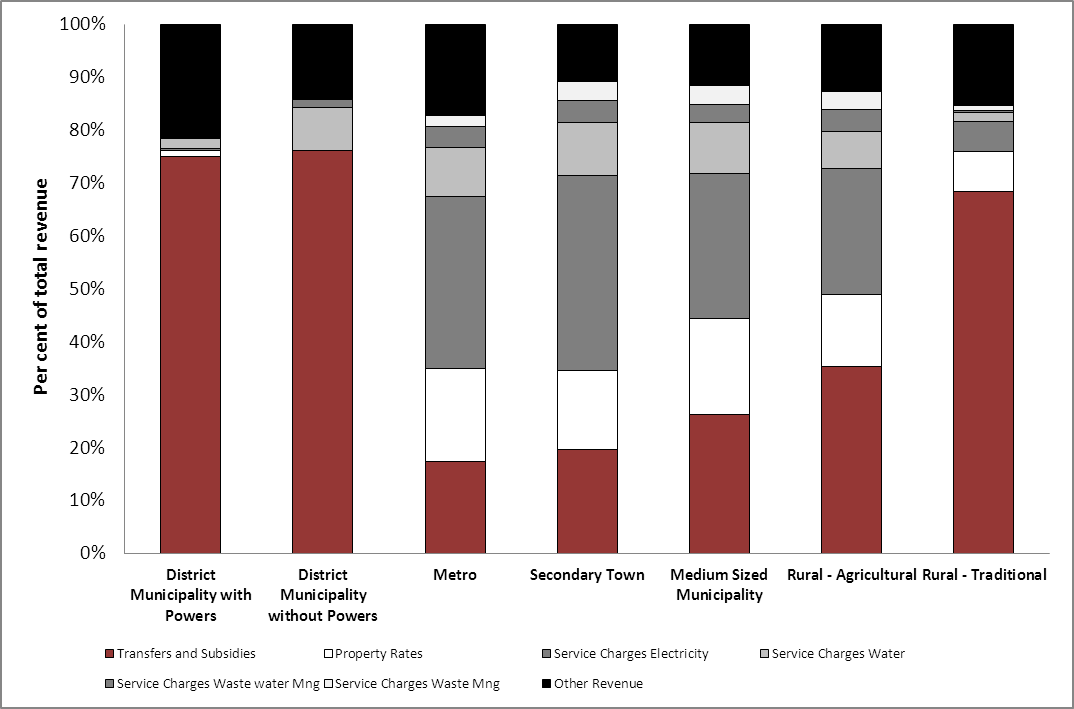 100%
90%
80%
70%
60%
50%
40%
30%
20%
10%
0%
Per cent of total revenue
District
Municipality with
Powers
District
Municipality
without Powers
Metro
Secondary Town
Medium Sized
Municipality
Rural - Agricultural
Rural - Traditional
Transfers and Subsidies
Property Rates
Service Charges Electricity
Service Charges Water
Service Charges Waste water Mng
Service Charges Waste Mng
Other Revenue